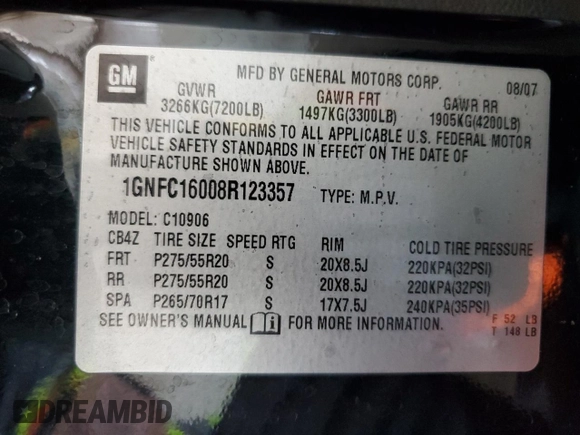 GM
MFD BY GENERAL MOTORS CORP. 08/07
GVWR GAWR FRT GAWR RR
3266KG(7200LB) 1497KG(3300LB) 1905KG(4200LB)
THIS VEHICLE CONFORMS TO ALL APPLICABLE U.S. FEDERAL MOTOR
VEHICLE SAFETY STANDARDS IN EFFECT ON THE DATE OF
MANUFACTURE SHOWN ABOVE.
1GNFC16008R123357 TYPE: M.P.V.
MODEL: C10906
CB4Z TIRE SIZE SPEED RTG RIM COLD TIRE PRESSURE
FRT P275/55R20 S 20X8.5J 220KPA(32PSI)
RR P275/55R20 S 20X8.5J 220KPA(32PSI)
SPA P265/70R17 S 17X7.5J 240KPA(35PSI)
SEE OWNER'S MANUAL i FOR MORE INFORMATION.
F 52 L3
T 148 LB
DREAMBID